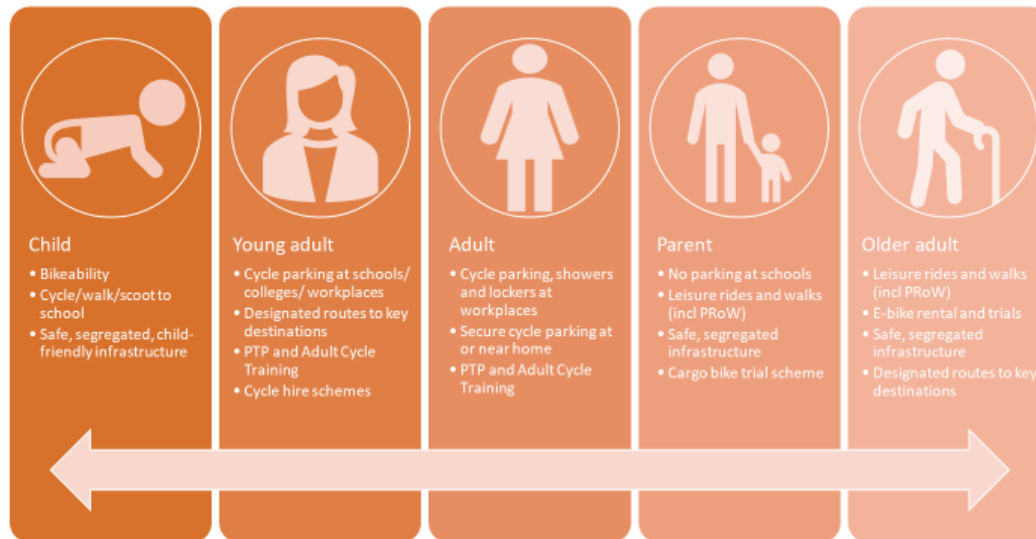 Child
• Bikeability
• Cycle/walk/scoot to
school
• Safe, segregated, child-
friendly infrastructure
Young adult
• Cycle parking at schools/
colleges/ workplaces
• Designated routes to key
destinations
• PTP and Adult Cycle
Training
• Cycle hire schemes
Adult
• Cycle parking, showers
and lockers at
workplaces
• Secure cycle parking at
or near home
• PTP and Adult Cycle
Training
Parent
• No parking at schools
• Leisure rides and walks
(incl PRoW)
• Safe, segregated
infrastructure
• Cargo bike trial scheme
Older adult
• Leisure rides and walks
(incl PRoW)
• E-bike rental and trials
• Safe, segregated
infrastructure
• Designated routes to key
destinations